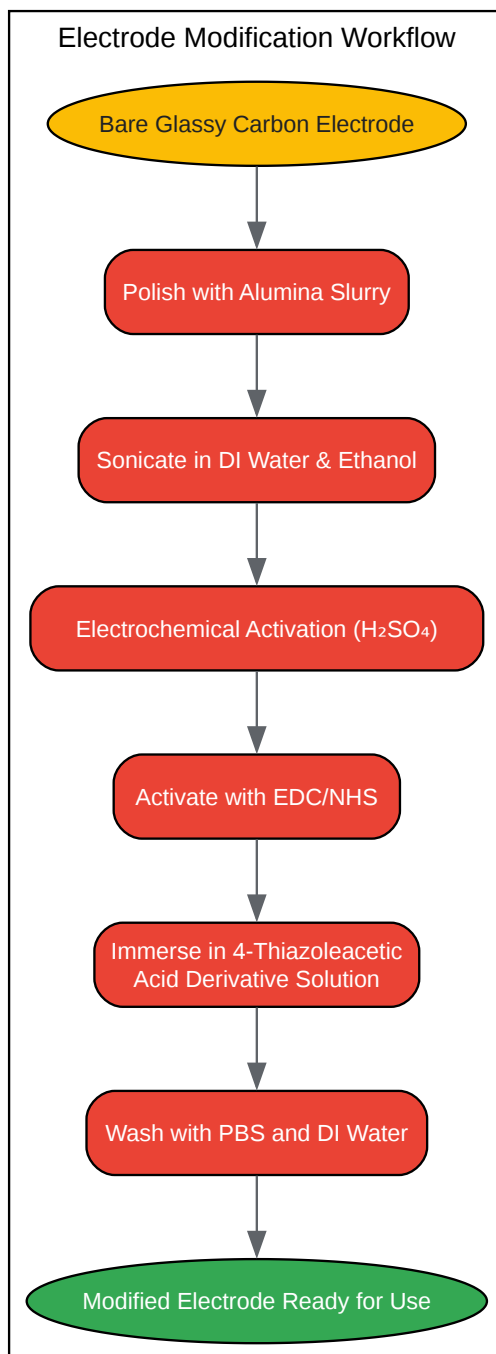 Electrode Modification Workflow
Bare Glassy Carbon Electrode
Polish with Alumina Slurry
Sonicate in DI Water & Ethanol
Electrochemical Activation (H₂SO₄)
Activate with EDC/NHS
Immerse in 4-Thiazoleacetic
Acid Derivative Solution
Wash with PBS and DI Water
Modified Electrode Ready for Use